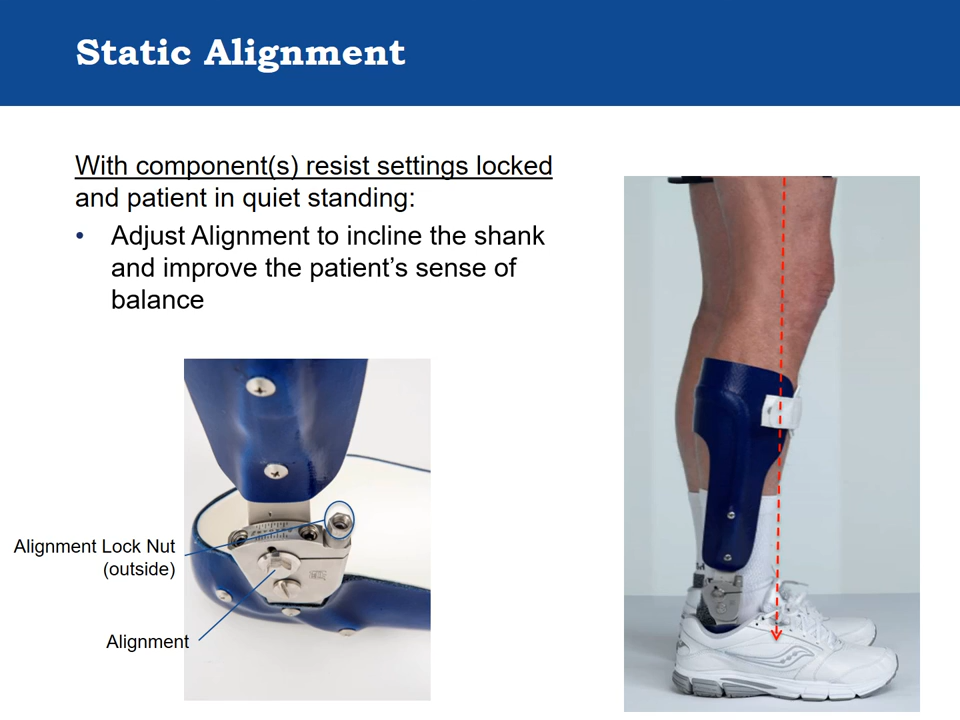 Static Alignment
With component(s) resist settings locked
and patient in quiet standing:
• Adjust Alignment to incline the shank
and improve the patient’s sense of
balance
Alignment Lock Nut
(outside)
Alignment